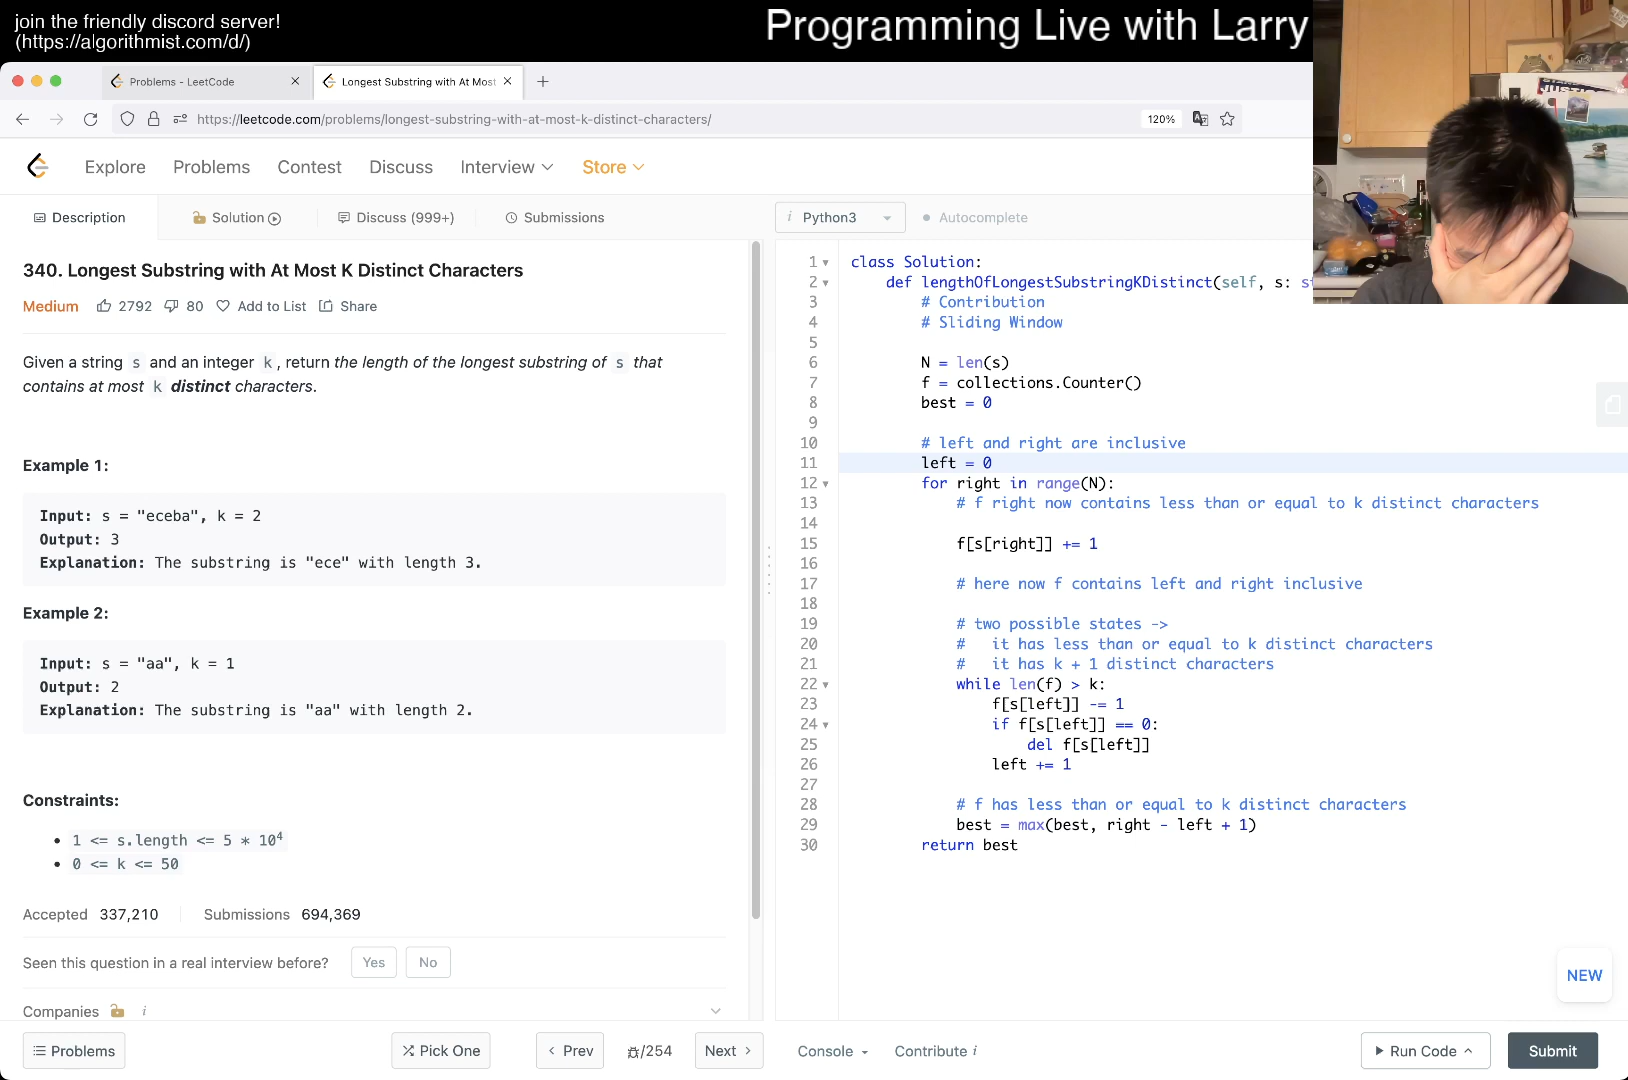 join the friendly discord server!
(https://algorithmist.com/d/)
Programming Live with Larry
Problems - LeetCode
Longest Substring with At Most
https://leetcode.com/problems/longest-substring-with-at-most-k-distinct-characters/
120%
Explore
Problems
Contest
Discuss
Interview
Store
Description
Solution
Discuss (999+)
Submissions
i Python3
Autocomplete
340. Longest Substring with At Most K Distinct Characters
Medium
2792
80
Add to List
Share
Given a string s and an integer k, return the length of the longest substring of s that
contains at most k distinct characters.
Example 1:
Input: s = "eceba", k = 2
Output: 3
Explanation: The substring is "ece" with length 3.
Example 2:
Input: s = "aa", k = 1
Output: 2
Explanation: The substring is "aa" with length 2.
Constraints:
1 <= s.length <= 5 * 10⁴
0 <= k <= 50
Accepted 337,210
Submissions 694,369
Seen this question in a real interview before?
Yes
No
Companies i
1 class Solution:
2 def lengthOfLongestSubstringKDistinct(self, s: st
3 # Contribution
4 # Sliding Window
5
6 N = len(s)
7 f = collections.Counter()
8 best = 0
9
10 # left and right are inclusive
11 left = 0
12 for right in range(N):
13 # f right now contains less than or equal to k distinct characters
14
15 f[s[right]] += 1
16
17 # here now f contains left and right inclusive
18
19 # two possible states ->
20 # it has less than or equal to k distinct characters
21 # it has k + 1 distinct characters
22 while len(f) > k:
23 f[s[left]] -= 1
24 if f[s[left]] == 0:
25 del f[s[left]]
26 left += 1
27
28 # f has less than or equal to k distinct characters
29 best = max(best, right - left + 1)
30 return best
NEW
Problems
Pick One
Prev
/254
Next
Console
Contribute i
Run Code
Submit